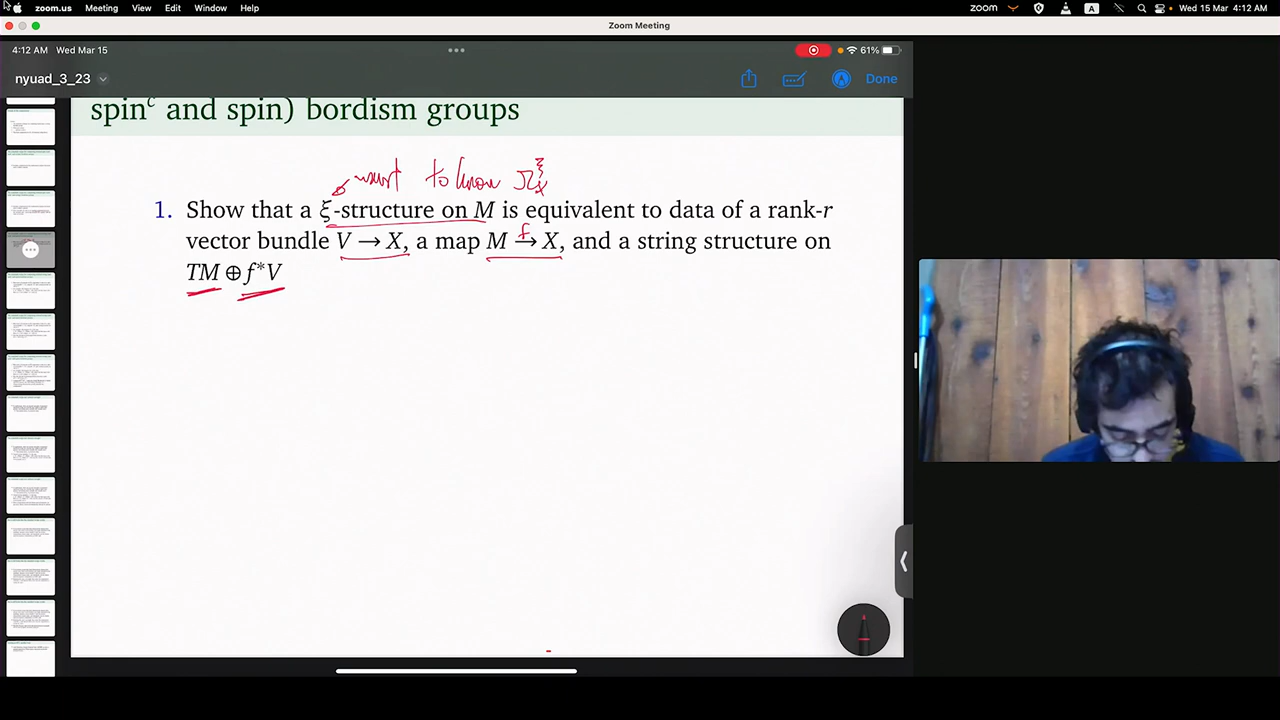 zoom.us Meeting View Edit Window Help zoom A Wed 15 Mar 4:12 AM
Zoom Meeting
4:12 AM Wed Mar 15 61%
nyuad_3_23 Done
spinᶜ and spin) bordism groups
want to know Ω
1. Show that a ξ-structure on M is equivalent to data of a rank-r
vector bundle V → X, a map M → X, and a string structure on
f
TM ⊕ f*V